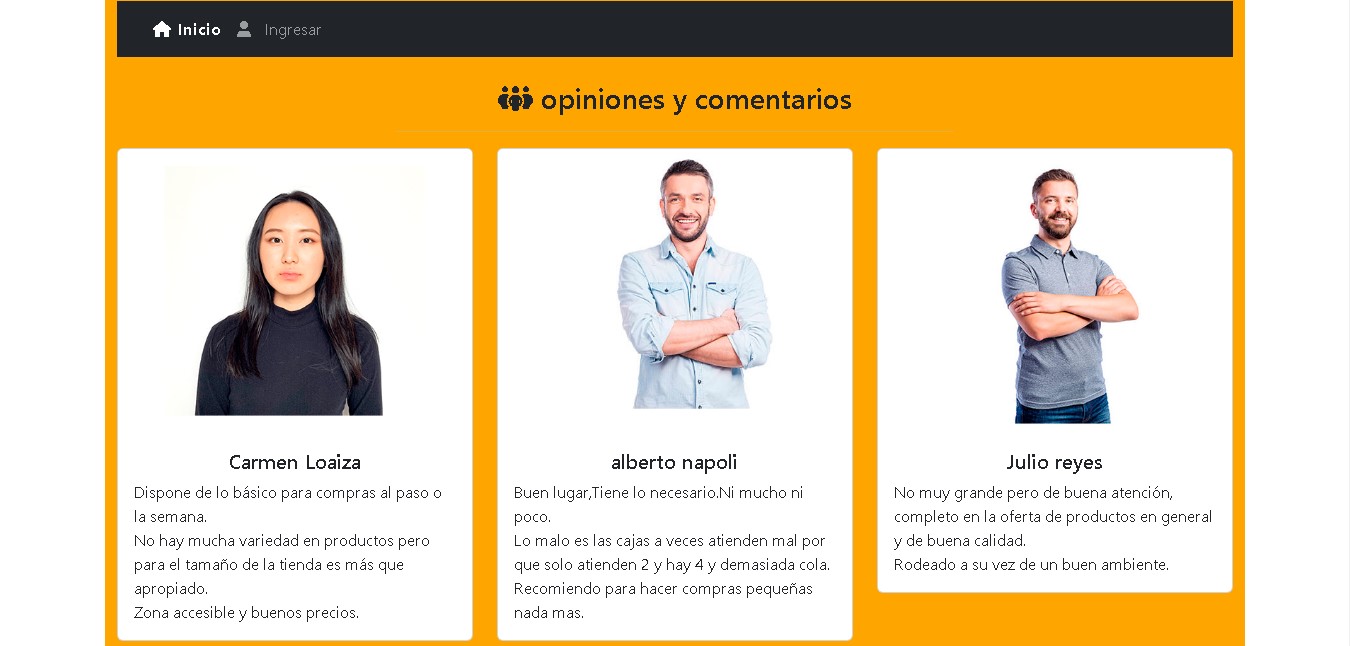 Inicio Ingresar
opiniones y comentarios
Carmen Loaiza
Dispone de lo básico para compras al paso o
la semana.
No hay mucha variedad en productos pero
para el tamaño de la tienda es más que
apropiado.
Zona accesible y buenos precios.
alberto napoli
Buen lugar,Tiene lo necesario.Ni mucho ni
poco.
Lo malo es las cajas a veces atienden mal por
que solo atienden 2 y hay 4 y demasiada cola.
Recomiendo para hacer compras pequeñas
nada mas.
Julio reyes
No muy grande pero de buena atención,
completo en la oferta de productos en general
y de buena calidad.
Rodeado a su vez de un buen ambiente.